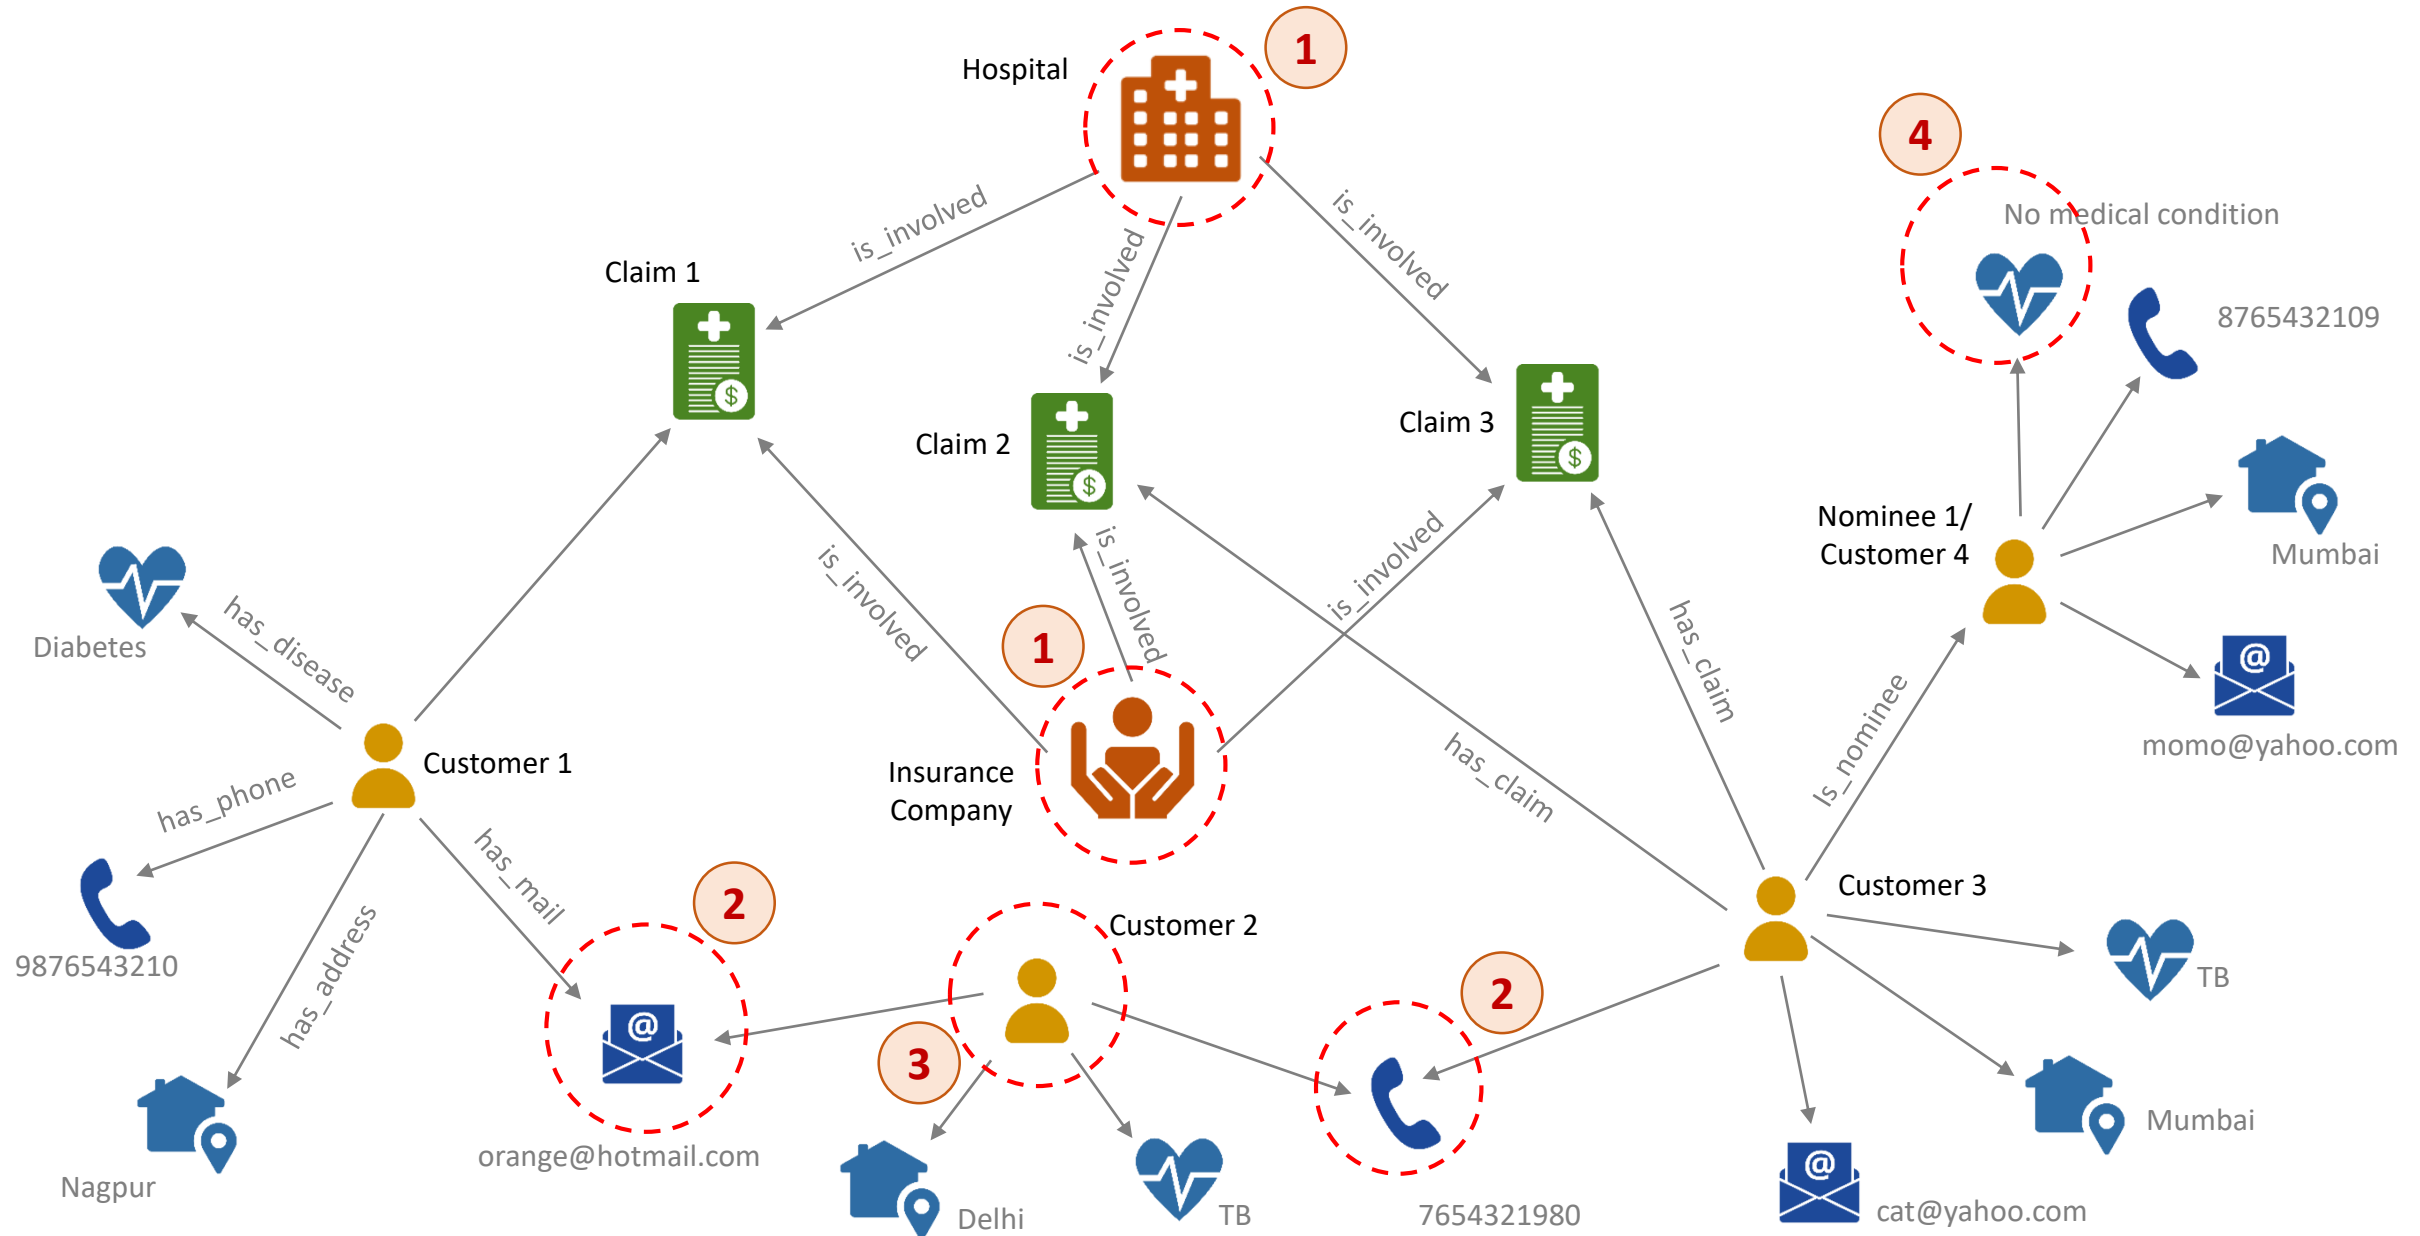 Hospital
1
4
No medical condition
is_involved
is_involved
is_involved
Claim 1
8765432109
Claim 2
Claim 3
$
$
$
Nominee 1/
Customer 4
Mumbai
is_involved
is_involved
is_involved
has_disease
Diabetes
1
has_claim
@
momo@yahoo.com
Is_nominee
Customer 1
Insurance
Company
has_claim
has_phone
has_mail
2
Customer 2
Customer 3
9876543210
has_address
2
TB
@
3
Mumbai
orange@hotmail.com
@
Nagpur
Delhi
TB
7654321980
cat@yahoo.com